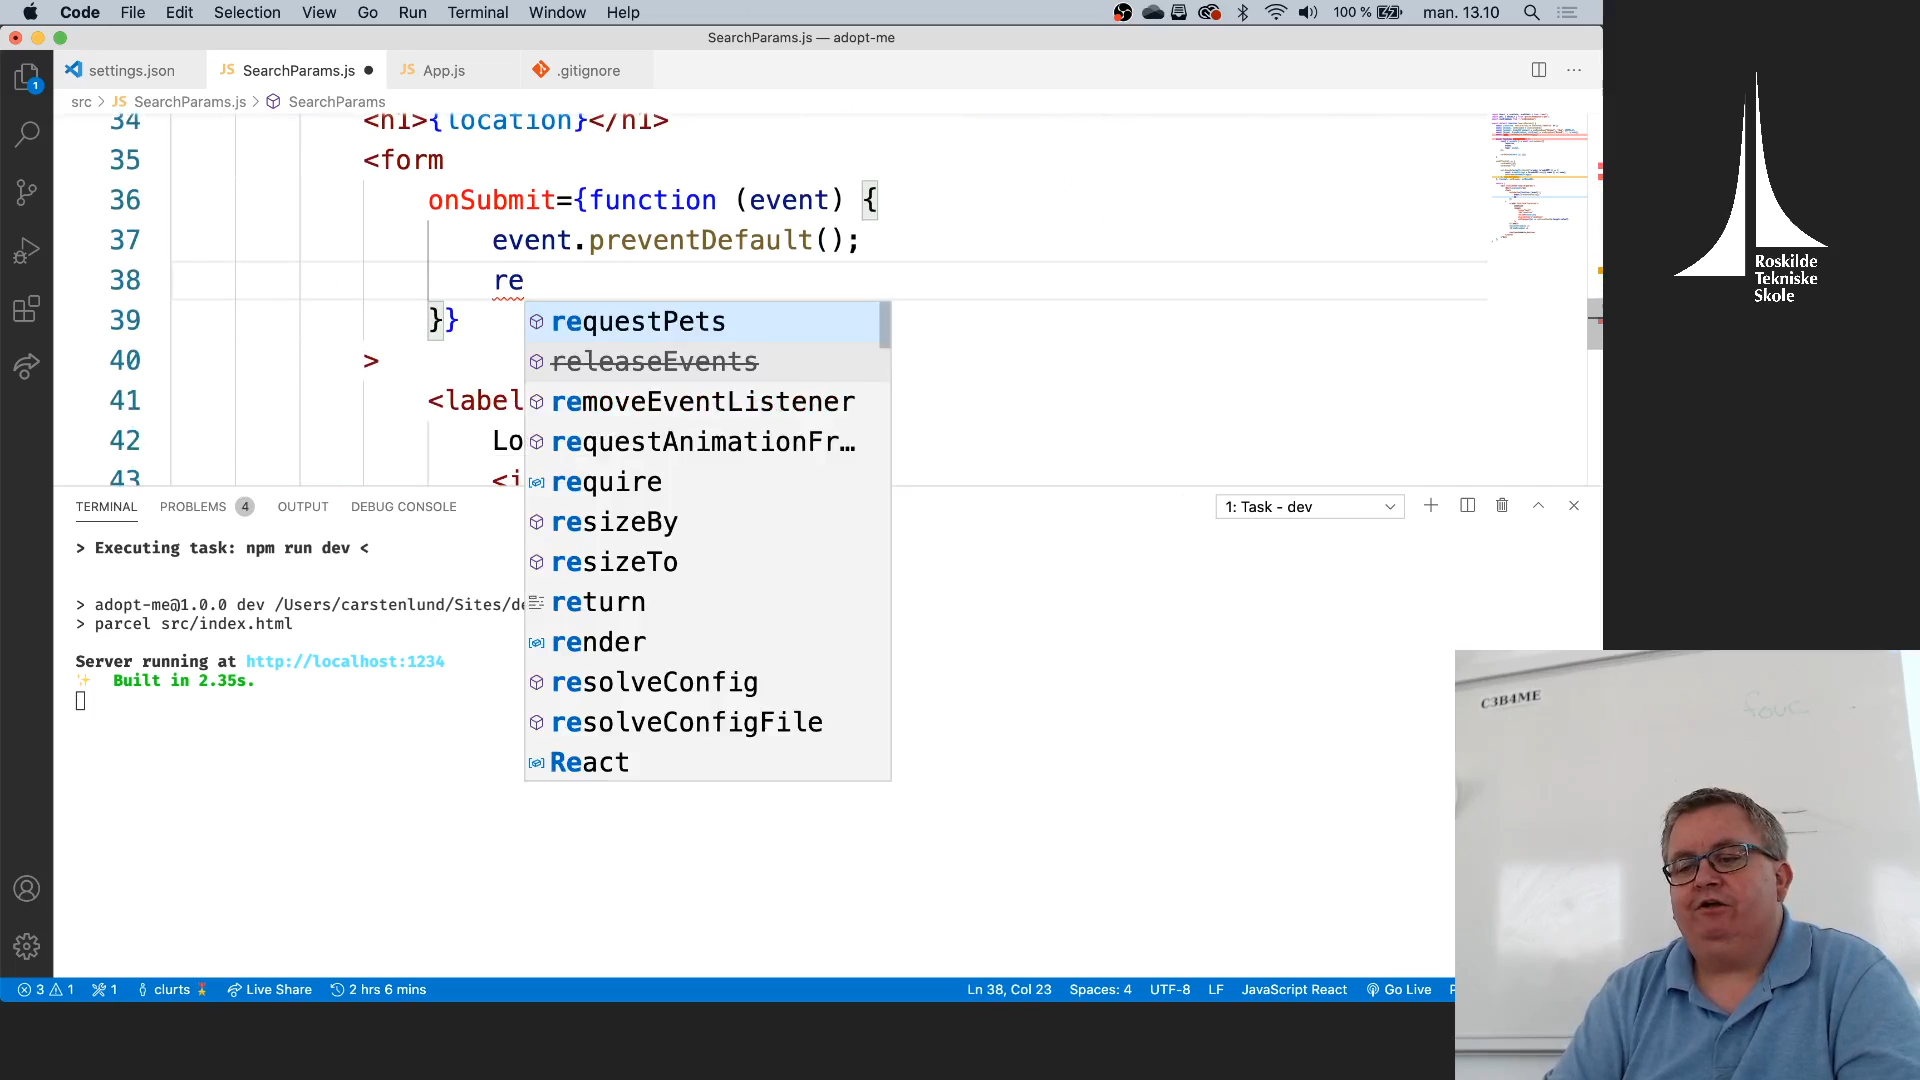 Code File Edit Selection View Go Run Terminal Window Help 100 % man. 13.10
SearchParams.js — adopt-me
settings.json JS SearchParams.js JS App.js .gitignore
src > JS SearchParams.js > SearchParams
34 <h1>{location}</h1>
35 <form
36 onSubmit={function (event) {
37 event.preventDefault();
38 re
39 }}
40 >
41 <label
42 Lo
43 <i
1
requestPets
releaseEvents
removeEventListener
requestAnimationFr…
require
resizeBy
resizeTo
return
render
resolveConfig
resolveConfigFile
React
TERMINAL PROBLEMS 4 OUTPUT DEBUG CONSOLE 1: Task - dev
> Executing task: npm run dev <
> adopt-me@1.0.0 dev /Users/carstenlund/Sites/de
> parcel src/index.html
Server running at http://localhost:1234
Built in 2.35s.
3 1 1 clurts Live Share 2 hrs 6 mins Ln 38, Col 23 Spaces: 4 UTF-8 LF JavaScript React Go Live P
Roskilde
Tekniske
Skole
C3B4ME
fouc